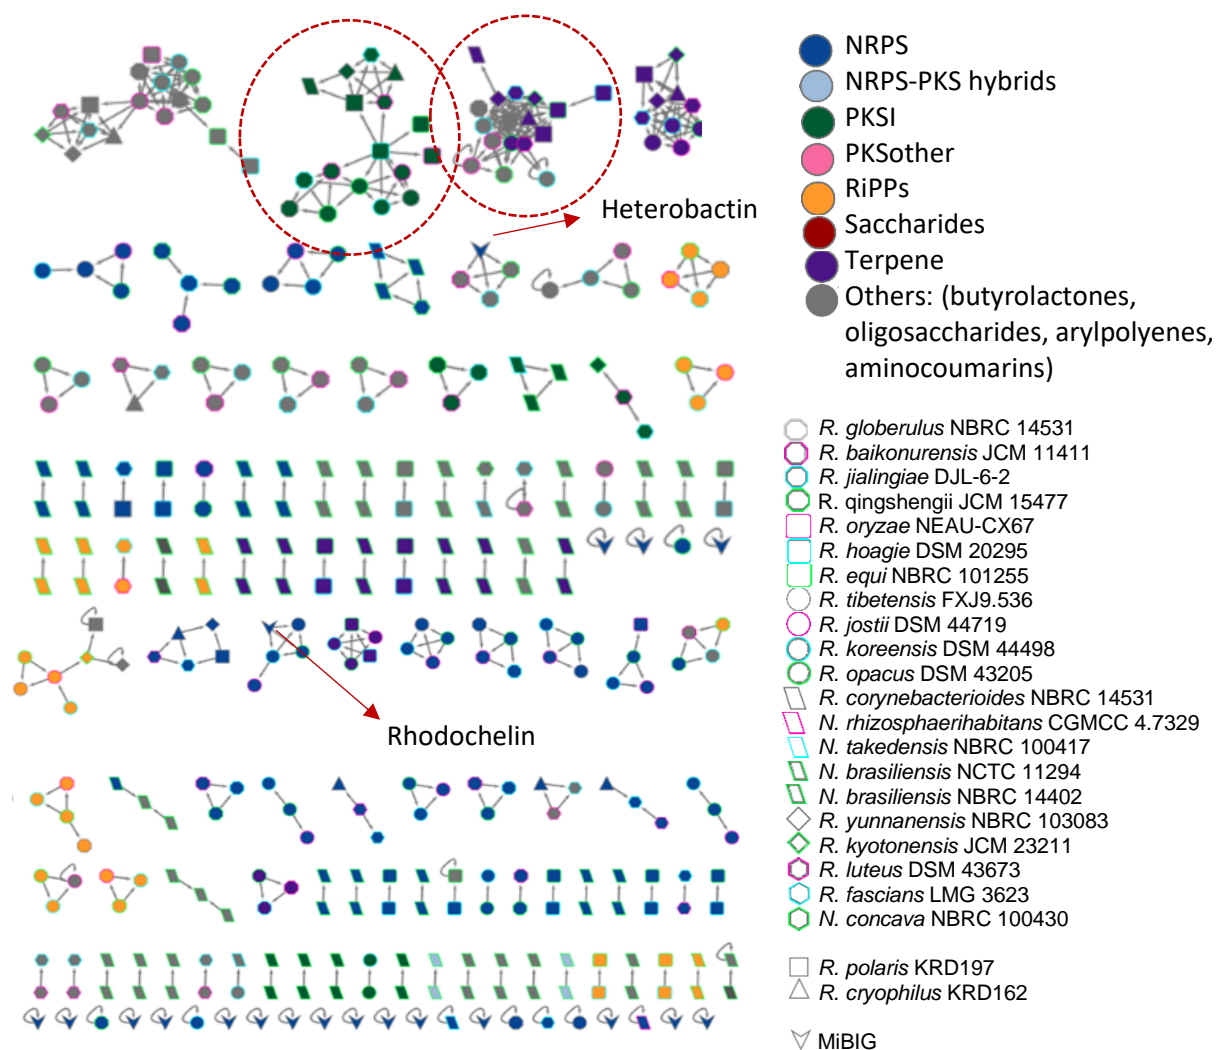 NRPS
NRPS-PKS hybrids
PKSI
PKSother
RiPPs
Saccharides
Terpene
Others: (butyrolactones,
oligosaccharides, arylpolyenes,
aminocoumarins)
Heterobactin
Rhodochelin
R. globerulus NBRC 14531
R. baikonurensis JCM 11411
R. jialingiae DJL-6-2
R. qingshengii JCM 15477
R. oryzae NEAU-CX67
R. hoagie DSM 20295
R. equi NBRC 101255
R. tibetensis FXJ9.536
R. jostii DSM 44719
R. koreensis DSM 44498
R. opacus DSM 43205
R. corynebacterioides NBRC 14531
N. rhizosphaerihabitans CGMCC 4.7329
N. takedensis NBRC 100417
N. brasiliensis NCTC 11294
N. brasiliensis NBRC 14402
R. yunnanensis NBRC 103083
R. kyotonensis JCM 23211
R. luteus DSM 43673
R. fascians LMG 3623
N. concava NBRC 100430
R. polaris KRD197
R. cryophilus KRD162
MiBIG